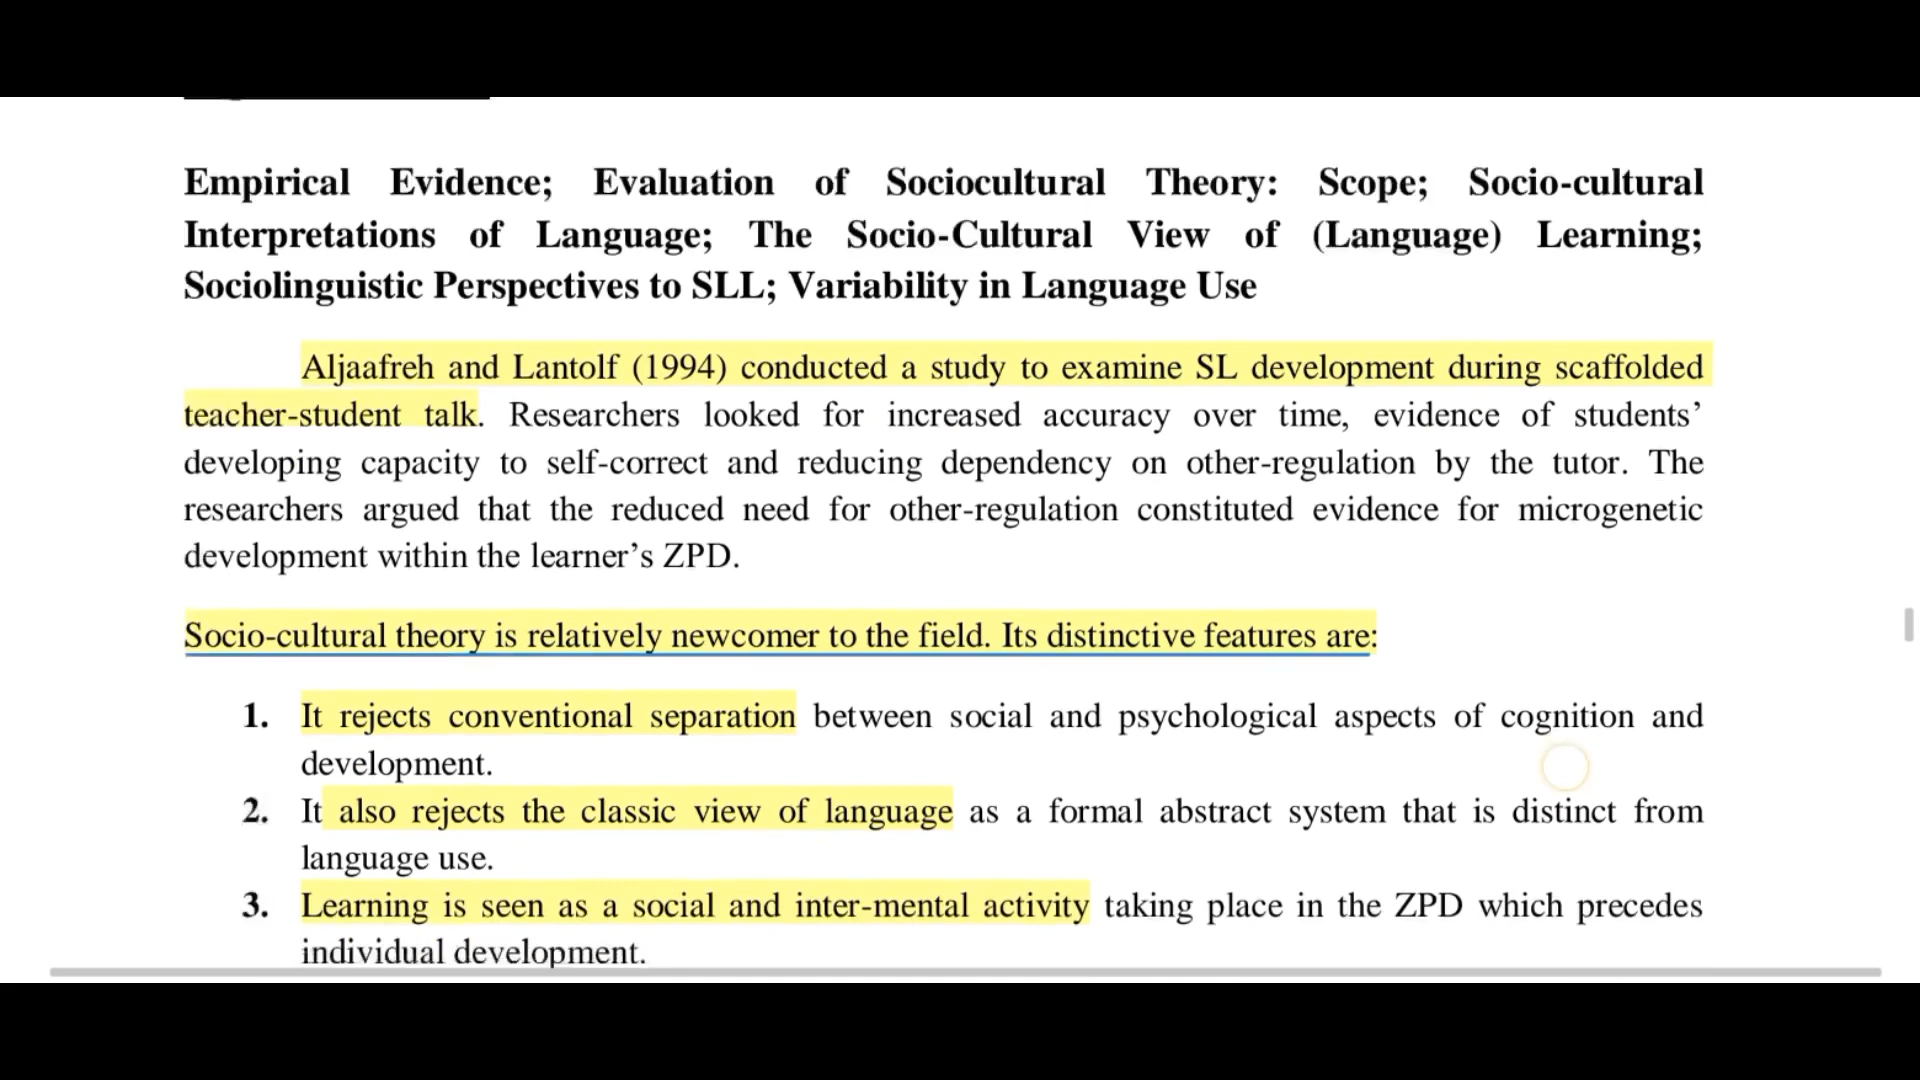 Empirical Evidence; Evaluation of Sociocultural Theory: Scope; Socio-cultural
Interpretations of Language; The Socio-Cultural View of (Language) Learning;
Sociolinguistic Perspectives to SLL; Variability in Language Use
Aljaafreh and Lantolf (1994) conducted a study to examine SL development during scaffolded
teacher-student talk. Researchers looked for increased accuracy over time, evidence of students’
developing capacity to self-correct and reducing dependency on other-regulation by the tutor. The
researchers argued that the reduced need for other-regulation constituted evidence for microgenetic
development within the learner’s ZPD.
Socio-cultural theory is relatively newcomer to the field. Its distinctive features are:
1. It rejects conventional separation between social and psychological aspects of cognition and
development.
2. It also rejects the classic view of language as a formal abstract system that is distinct from
language use.
3. Learning is seen as a social and inter-mental activity taking place in the ZPD which precedes
individual development.